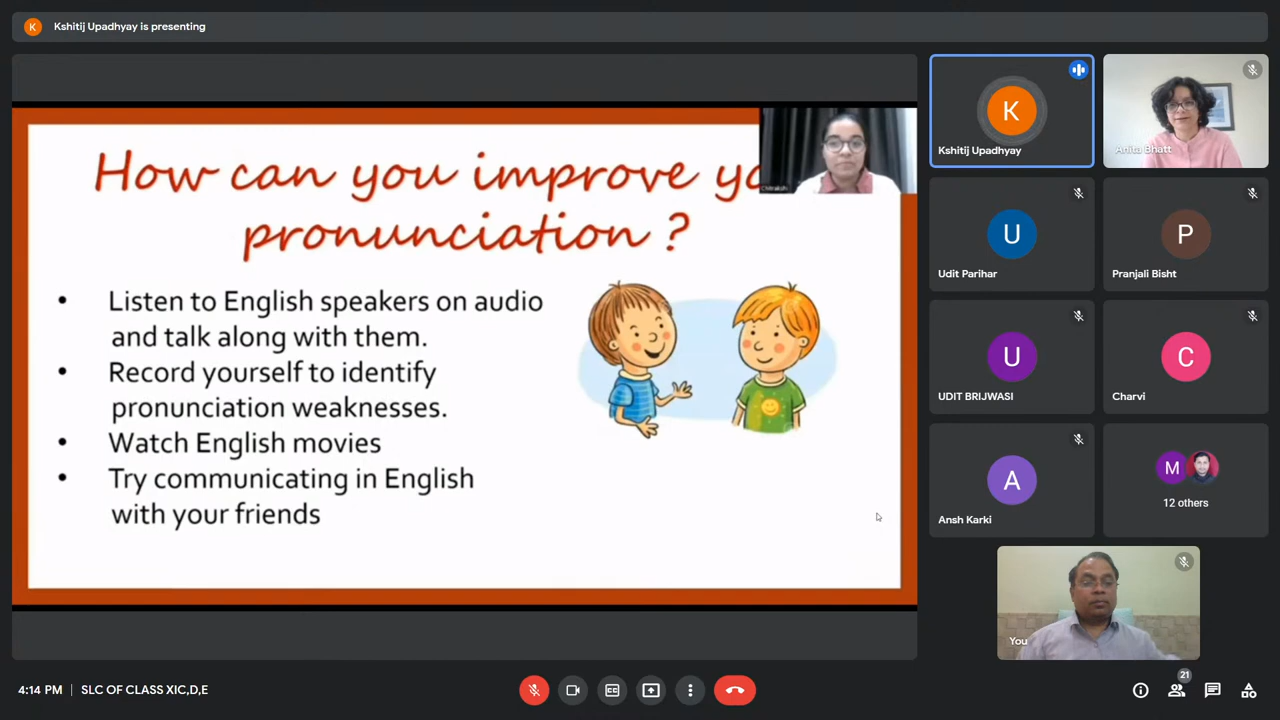 K
Kshitij Upadhyay is presenting
How can you improve
pronunciation ?
• Listen to English speakers on audio
and talk along with them.
• Record yourself to identify
pronunciation weaknesses.
• Watch English movies
• Try communicating in English
with your friends
K
Kshitij Upadhyay
Anita Bhatt
U
Udit Parihar
P
Pranjali Bisht
U
UDIT BRIJWASI
C
Charvi
A
Ansh Karki
M
12 others
You
4:14 PM | SLC OF CLASS XIC,D,E
CC
21